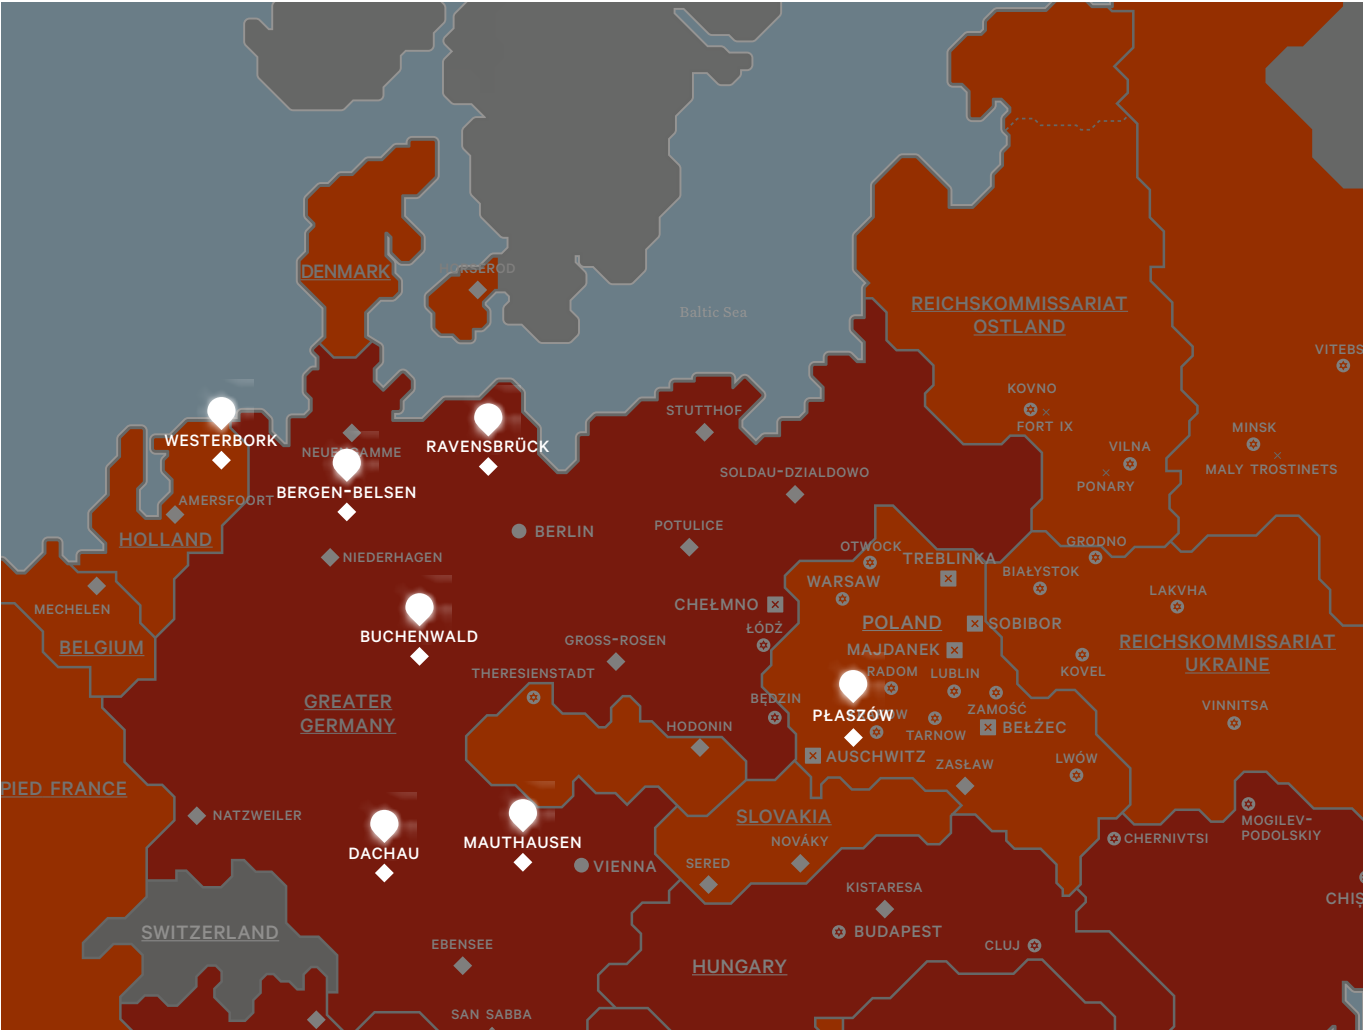 HORSERØD
DENMARK
Baltic Sea
REICHSKOMMISSARIAT
OSTLAND
VITEBS
KOVNO
FORT IX
STUTTHOF
MINSK
WESTERBORK
RAVENSBRÜCK
VILNA
NEUENGAMME
MALY TROSTINETS
SOLDAU-DZIALDOWO
PONARY
BERGEN-BELSEN
AMERSFOORT
POTULICE
BERLIN
HOLLAND
GRODNO
OTWOCK
NIEDERHAGEN
TREBLINKA
BIAŁYSTOK
WARSAW
LAKVHA
CHEŁMNO
MECHELEN
POLAND
SOBIBOR
ŁÓDŹ
BUCHENWALD
GROSS-ROSEN
REICHSKOMMISSARIAT
UKRAINE
BELGIUM
MAJDANEK
THERESIENSTADT
RADOM
LUBLIN
KOVEL
GREATER
GERMANY
BĘDZIN
ZAMOŚĆ
VINNITSA
PŁASZÓW
HODONIN
BEŁŻEC
TARNOW
AUSCHWITZ
LWÓW
ZASŁAW
PIED FRANCE
NATZWEILER
SLOVAKIA
MOGILEV-
PODOLSKIY
CHERNIVTSI
MAUTHAUSEN
NOVÁKY
DACHAU
SERED
VIENNA
KISTARESA
CHIȘ
SWITZERLAND
BUDAPEST
EBENSEE
CLUJ
HUNGARY
SAN SABBA